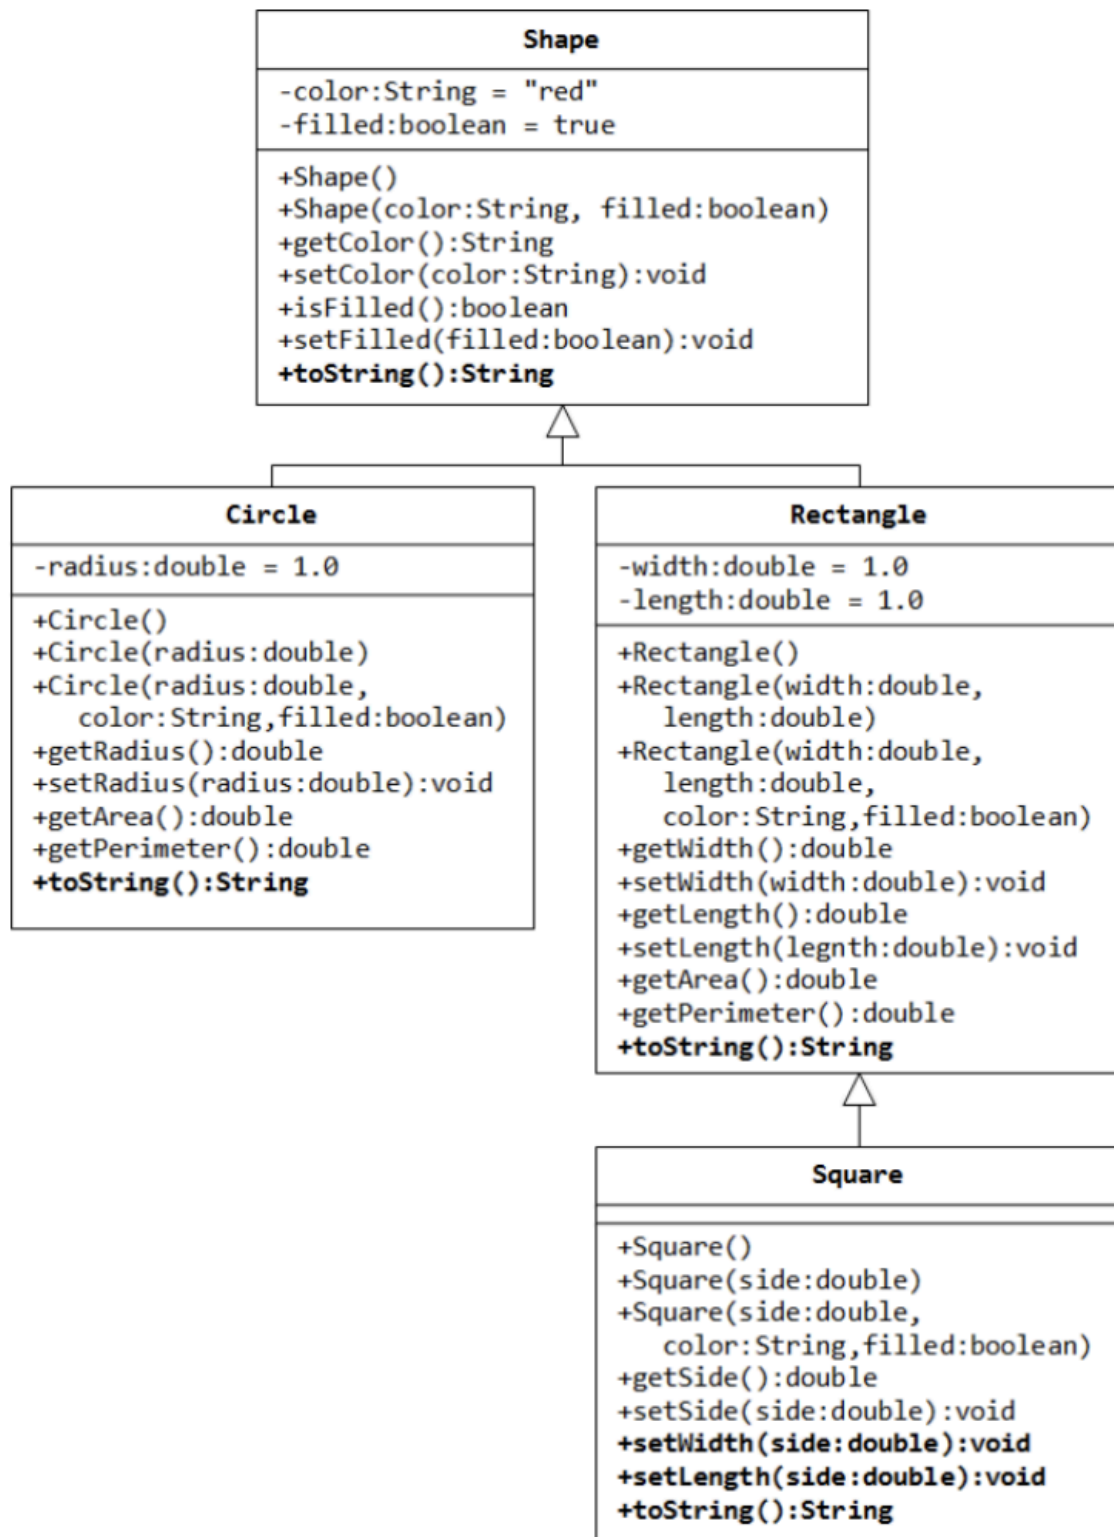 Shape
-color:String = "red"
-filled:boolean = true
+Shape()
+Shape(color:String, filled:boolean)
+getColor():String
+setColor(color:String):void
+isFilled():boolean
+setFilled(filled:boolean):void
+toString():String
Circle
-radius:double = 1.0
+Circle()
+Circle(radius:double)
+Circle(radius:double,
color:String,filled:boolean)
+getRadius():double
+setRadius(radius:double):void
+getArea():double
+getPerimeter():double
+toString():String
Rectangle
-width:double = 1.0
-length:double = 1.0
+Rectangle()
+Rectangle(width:double,
length:double)
+Rectangle(width:double,
length:double,
color:String,filled:boolean)
+getWidth():double
+setWidth(width:double):void
+getLength():double
+setLength(legnth:double):void
+getArea():double
+getPerimeter():double
+toString():String
Square
+Square()
+Square(side:double)
+Square(side:double,
color:String,filled:boolean)
+getSide():double
+setSide(side:double):void
+setWidth(side:double):void
+setLength(side:double):void
+toString():String